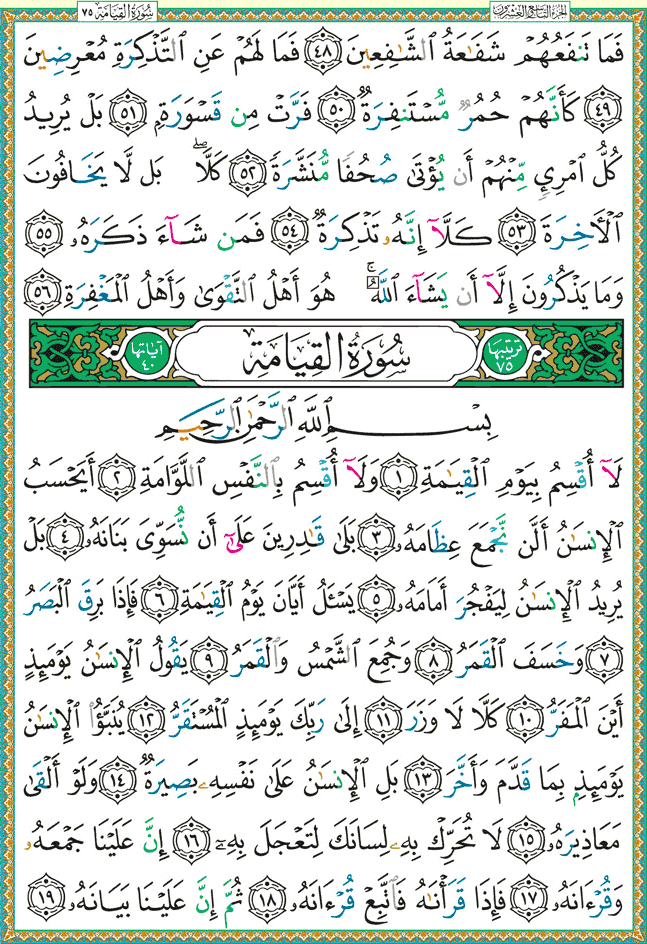 الجزء التاسع والعشرون
سُورَةُ القِيَامَة ٧٥
فَمَا تَنفَعُهُمْ شَفَـٰعَةُ ٱلشَّـٰفِعِينَ ٤٨ فَمَا لَهُمْ عَنِ ٱلتَّذْكِرَةِ مُعْرِضِينَ
٤٩ كَأَنَّهُمْ حُمُرٌ مُّسْتَنفِرَةٌ ٥٠ فَرَّتْ مِن قَسْوَرَةٍۭ ٥١ بَلْ يُرِيدُ
كُلُّ ٱمْرِئٍ مِّنْهُمْ أَن يُؤْتَىٰ صُحُفًا مُّنَشَّرَةً ٥٢ كَلَّا ۖ بَل لَّا يَخَافُونَ
ٱلْـَٔاخِرَةَ ٥٣ كَلَّآ إِنَّهُۥ تَذْكِرَةٌ ٥٤ فَمَن شَآءَ ذَكَرَهُۥ ٥٥
وَمَا يَذْكُرُونَ إِلَّآ أَن يَشَآءَ ٱللَّهُ ۚ هُوَ أَهْلُ ٱلتَّقْوَىٰ وَأَهْلُ ٱلْمَغْفِرَةِ ٥٦
ترتيبها ٧٥ سُورَةُ القِيَامَةِ آياتها ٤٠
بِسْمِ ٱللَّهِ ٱلرَّحْمَـٰنِ ٱلرَّحِيمِ
لَآ أُقْسِمُ بِيَوْمِ ٱلْقِيَـٰمَةِ ١ وَلَآ أُقْسِمُ بِٱلنَّفْسِ ٱللَّوَّامَةِ ٢ أَيَحْسَبُ
ٱلْإِنسَـٰنُ أَلَّن نَّجْمَعَ عِظَامَهُۥ ٣ بَلَىٰ قَـٰدِرِينَ عَلَىٰٓ أَن نُّسَوِّىَ بَنَانَهُۥ ٤ بَلْ
يُرِيدُ ٱلْإِنسَـٰنُ لِيَفْجُرَ أَمَامَهُۥ ٥ يَسْـَٔلُ أَيَّانَ يَوْمُ ٱلْقِيَـٰمَةِ ٦ فَإِذَا بَرِقَ ٱلْبَصَرُ
٧ وَخَسَفَ ٱلْقَمَرُ ٨ وَجُمِعَ ٱلشَّمْسُ وَٱلْقَمَرُ ٩ يَقُولُ ٱلْإِنسَـٰنُ يَوْمَئِذٍ
أَيْنَ ٱلْمَفَرُّ ١٠ كَلَّا لَا وَزَرَ ١١ إِلَىٰ رَبِّكَ يَوْمَئِذٍ ٱلْمُسْتَقَرُّ ١٢ يُنَبَّؤُا۟ ٱلْإِنسَـٰنُ
يَوْمَئِذٍۭ بِمَا قَدَّمَ وَأَخَّرَ ١٣ بَلِ ٱلْإِنسَـٰنُ عَلَىٰ نَفْسِهِۦ بَصِيرَةٌ ١٤ وَلَوْ أَلْقَىٰ
مَعَاذِيرَهُۥ ١٥ لَا تُحَرِّكْ بِهِۦ لِسَانَكَ لِتَعْجَلَ بِهِۦٓ ١٦ إِنَّ عَلَيْنَا جَمْعَهُۥ
وَقُرْءَانَهُۥ ١٧ فَإِذَا قَرَأْنَـٰهُ فَٱتَّبِعْ قُرْءَانَهُۥ ١٨ ثُمَّ إِنَّ عَلَيْنَا بَيَانَهُۥ ١٩